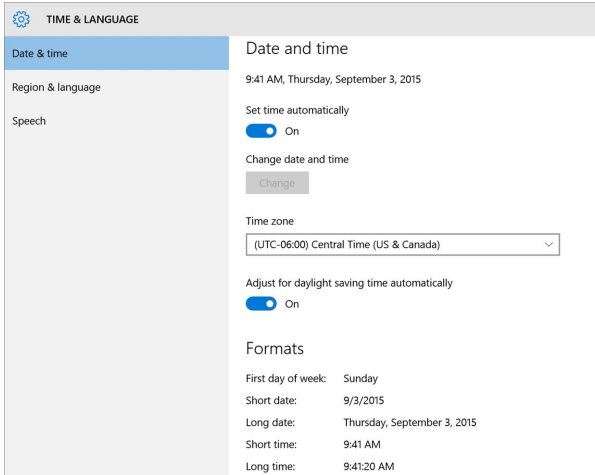 TIME & LANGUAGE
Date & time
Region & language
Speech
Date and time
9:41 AM, Thursday, September 3, 2015
Set time automatically
On
Change date and time
Change
Time zone
(UTC-06:00) Central Time (US & Canada)
Adjust for daylight saving time automatically
On
Formats
First day of week: Sunday
Short date: 9/3/2015
Long date: Thursday, September 3, 2015
Short time: 9:41 AM
Long time: 9:41:20 AM